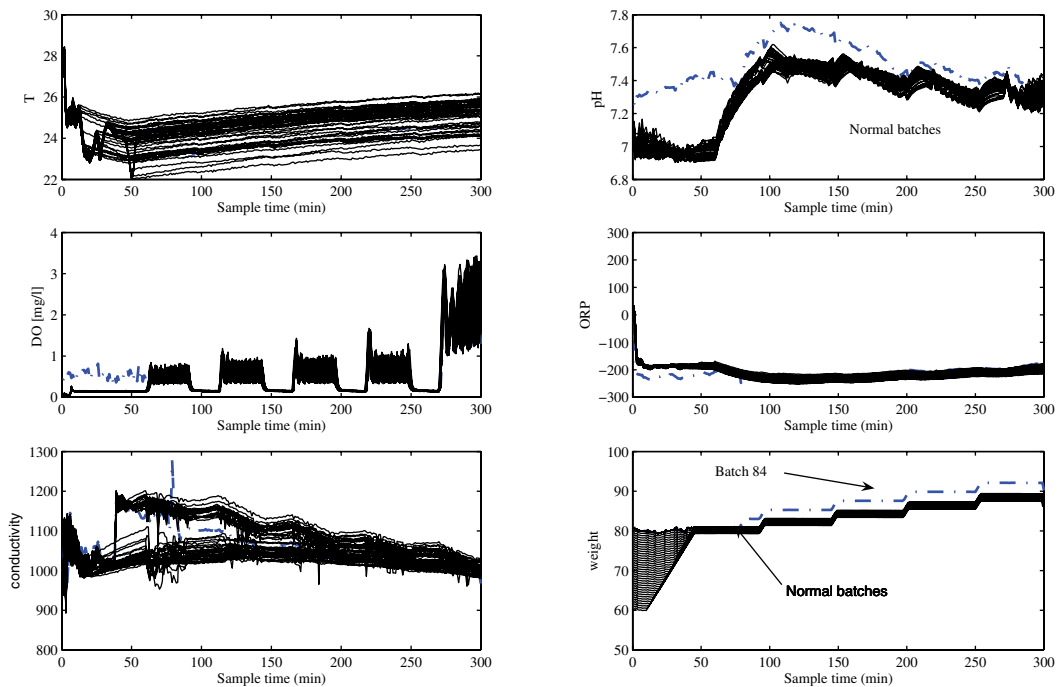 30
28
26
24
22
T
0 50 100 150 200 250 300
Sample time (min)
7.8
7.6
7.4
7.2
7
6.8
pH
Normal batches
0 50 100 150 200 250 300
Sample time (min)
4
3
2
1
0
DO [mg/l]
0 50 100 150 200 250 300
Sample time (min)
300
200
100
0
−100
−200
−300
ORP
0 50 100 150 200 250 300
Sample time (min)
1300
1200
1100
1000
900
800
conductivity
0 50 100 150 200 250 300
Sample time (min)
100
90
80
70
60
50
weight
Batch 84
Normal batches
0 50 100 150 200 250 300
Sample time (min)